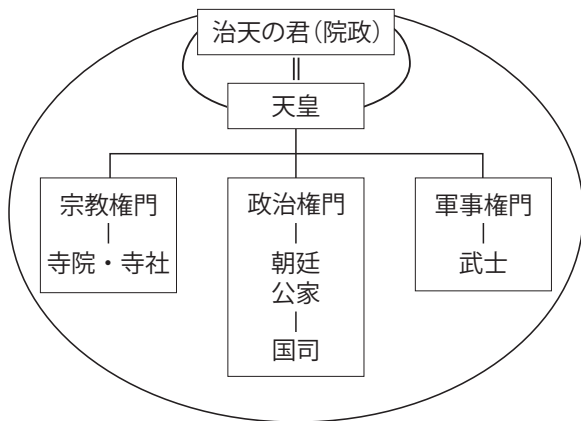 治天の君（院政）
天皇
宗教権門
寺院・寺社
政治権門
朝廷
公家
国司
軍事権門
武士